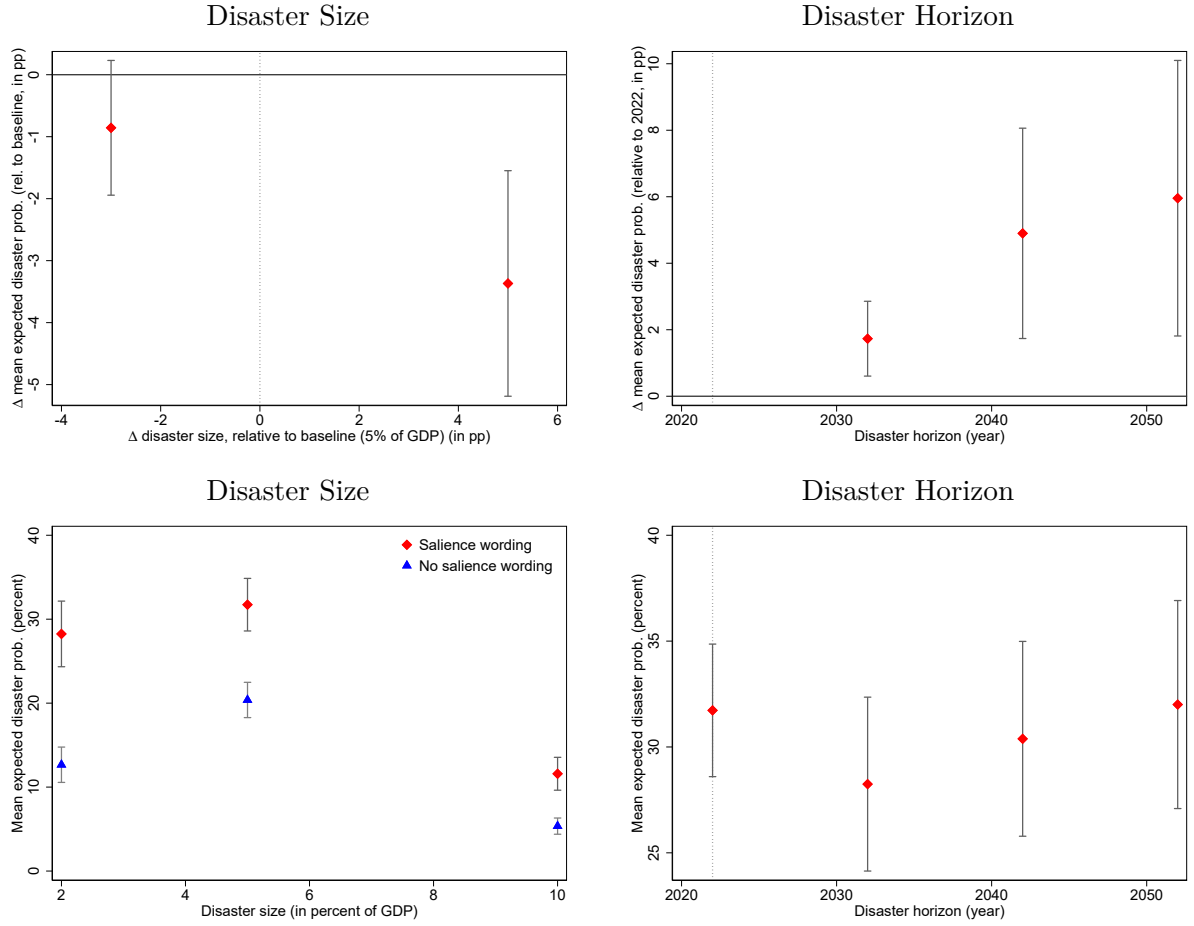 Disaster Size
Δ mean expected disaster prob. (rel. to baseline, in pp)
0
-1
-2
-3
-4
-5
-4
-2
0
2
4
6
Δ disaster size, relative to baseline (5% of GDP) (in pp)
Disaster Horizon
Δ mean expected disaster prob. (relative to 2022, in pp)
10
8
6
4
2
0
2020
2030
2040
2050
Disaster horizon (year)
Disaster Size
Mean expected disaster prob. (percent)
40
30
20
10
0
Salience wording
No salience wording
2
4
6
8
10
Disaster size (in percent of GDP)
Disaster Horizon
Mean expected disaster prob. (percent)
40
35
30
25
2020
2030
2040
2050
Disaster horizon (year)